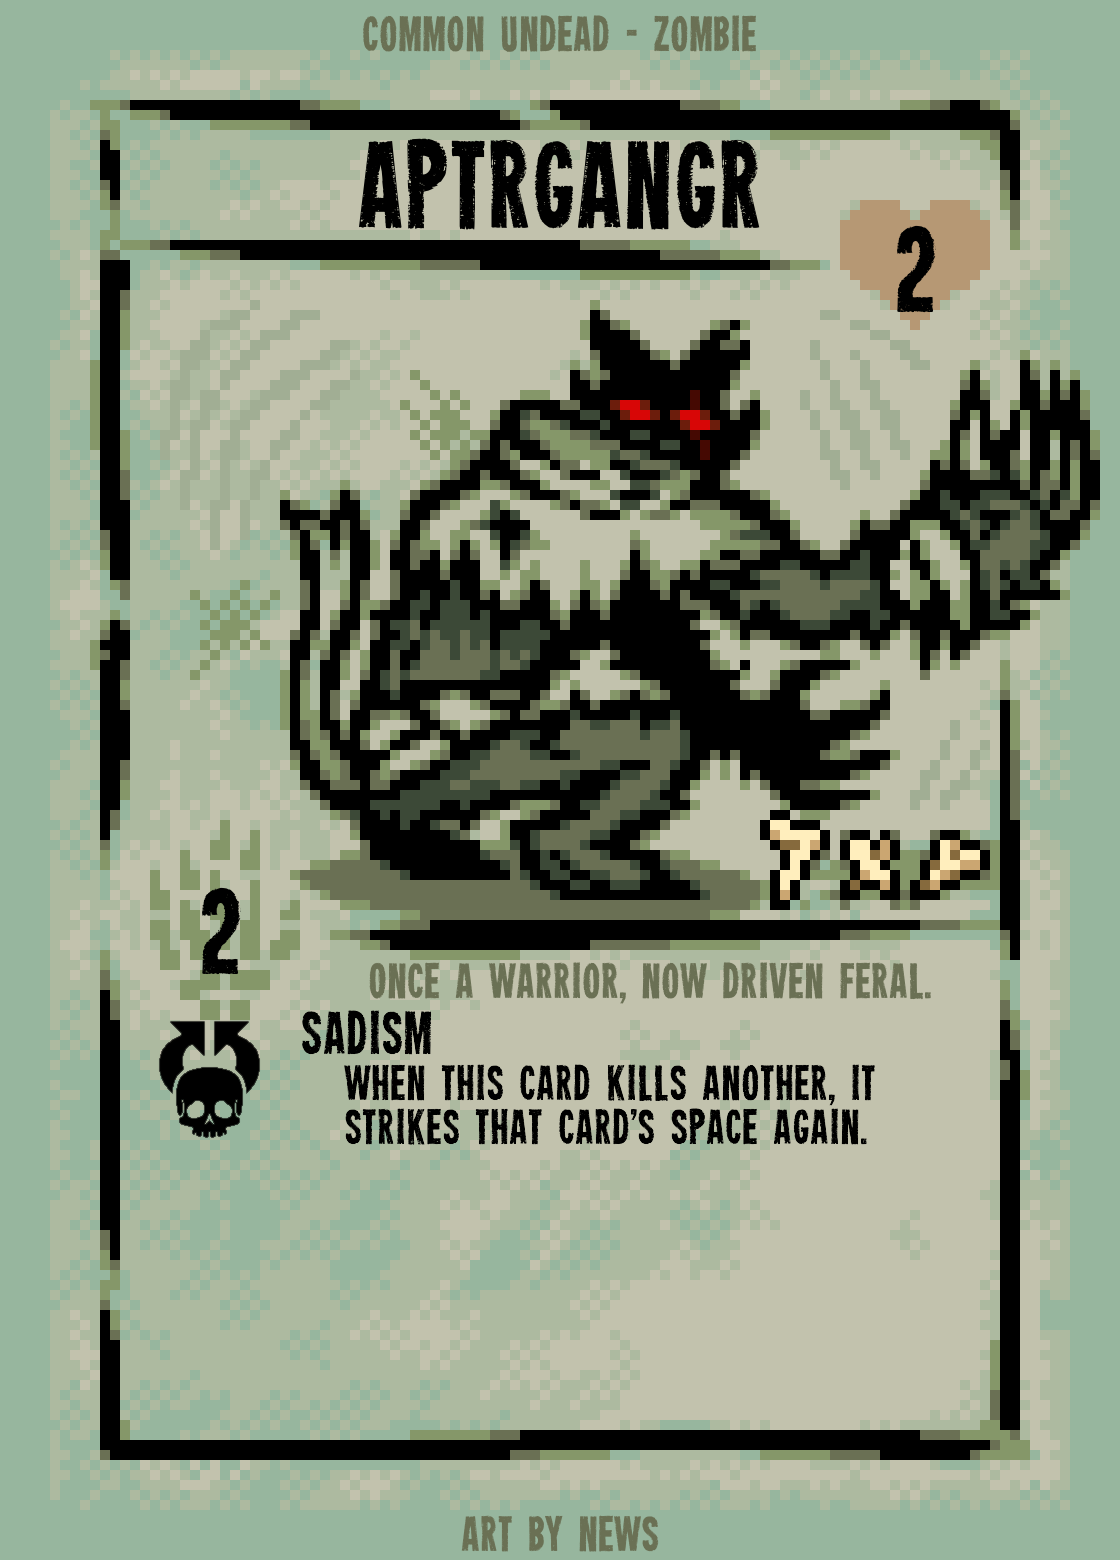 COMMON UNDEAD - ZOMBIE
APTRGANGR
2
2
ONCE A WARRIOR, NOW DRIVEN FERAL.
SADISM
WHEN THIS CARD KILLS ANOTHER, IT
STRIKES THAT CARD'S SPACE AGAIN.
ART BY NEWS